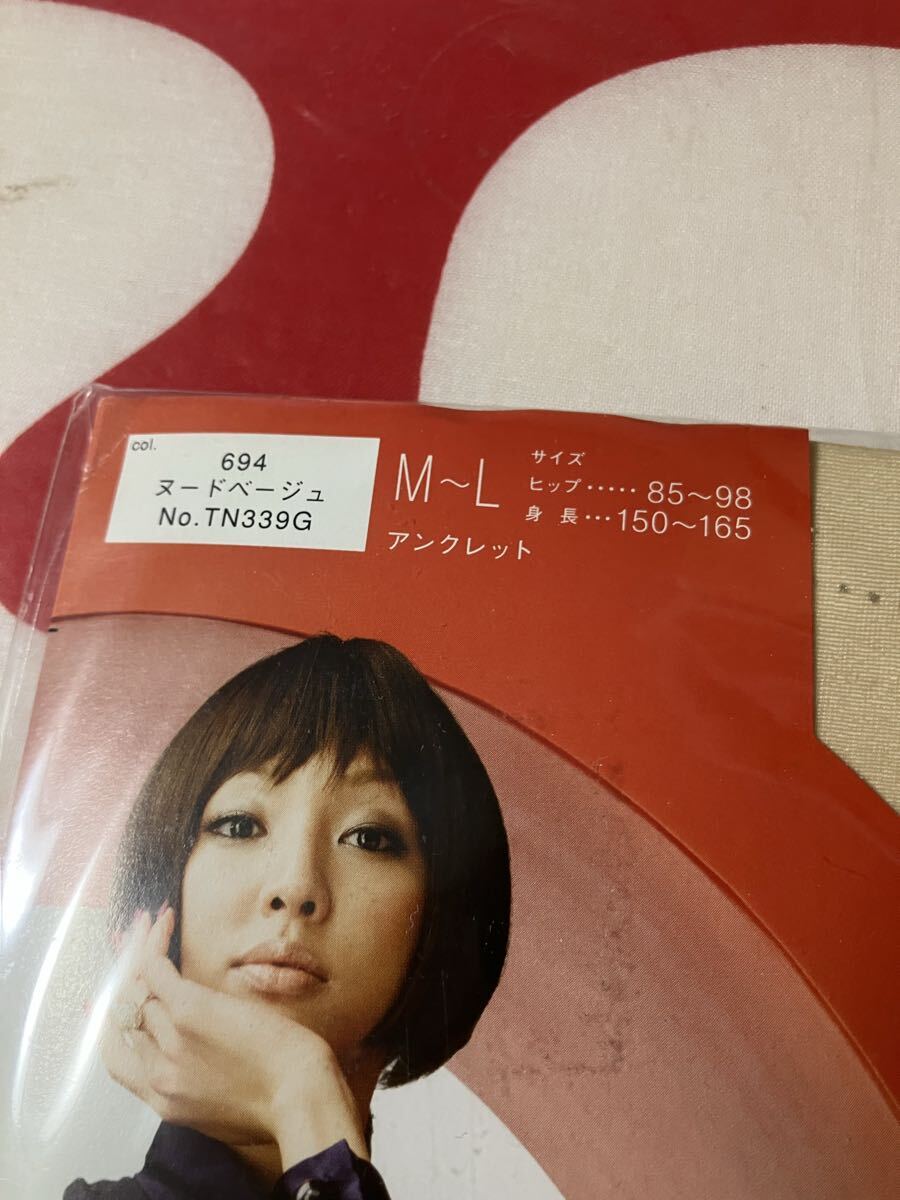 col.
694
ヌードベージュ
No.TN339G
M～L
アンクレット
サイズ
ヒップ‥‥‥85～98
身 長‥‥150～165